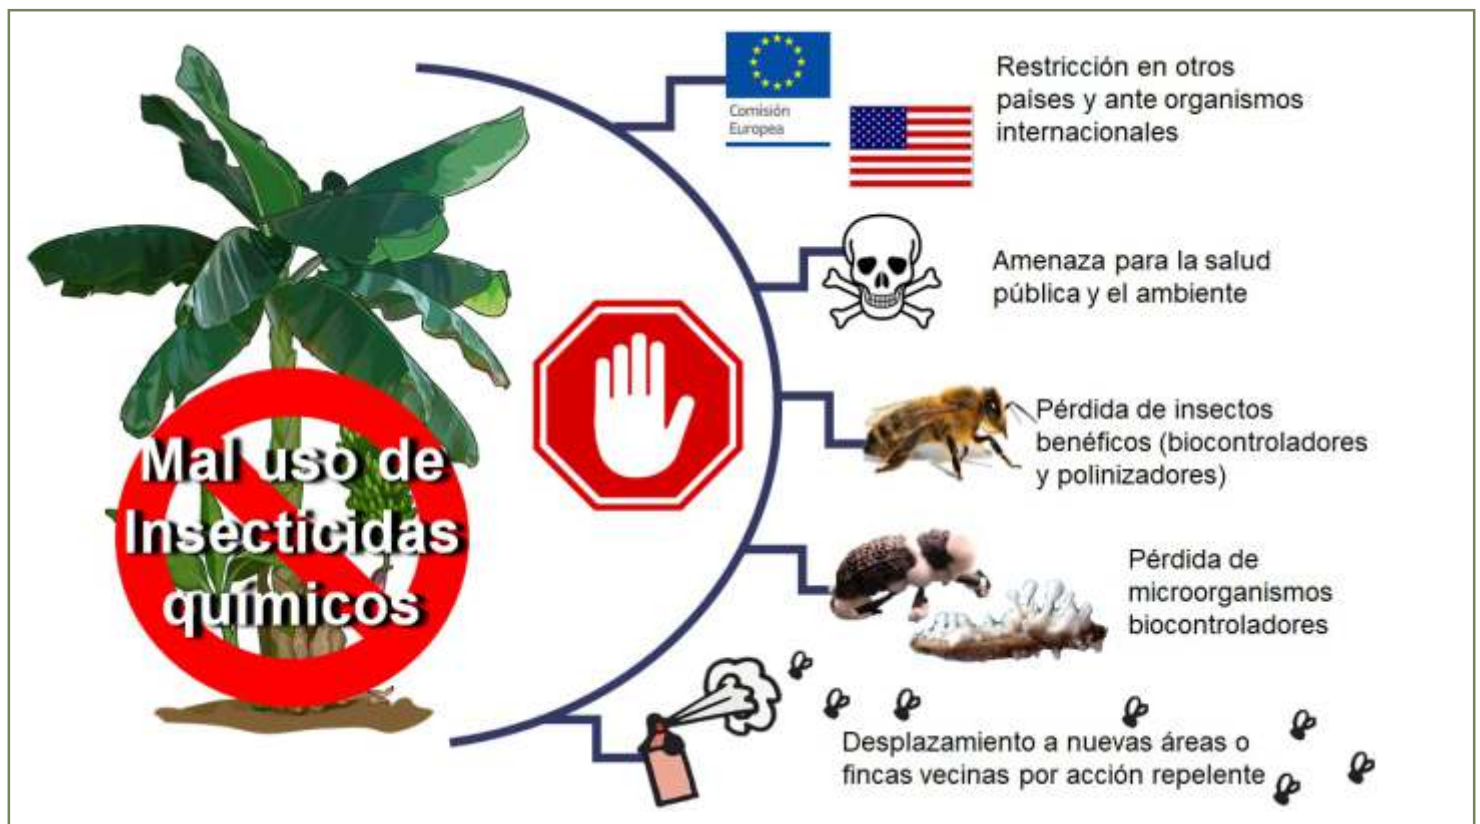 Mal uso de
Insecticidas
químicos
Comisión
Europea
Restricción en otros
países y ante organismos
internacionales
Amenaza para la salud
pública y el ambiente
Pérdida de insectos
benéficos (biocontroladores
y polinizadores)
Pérdida de
microorganismos
biocontroladores
Desplazamiento a nuevas áreas o
fincas vecinas por acción repelente